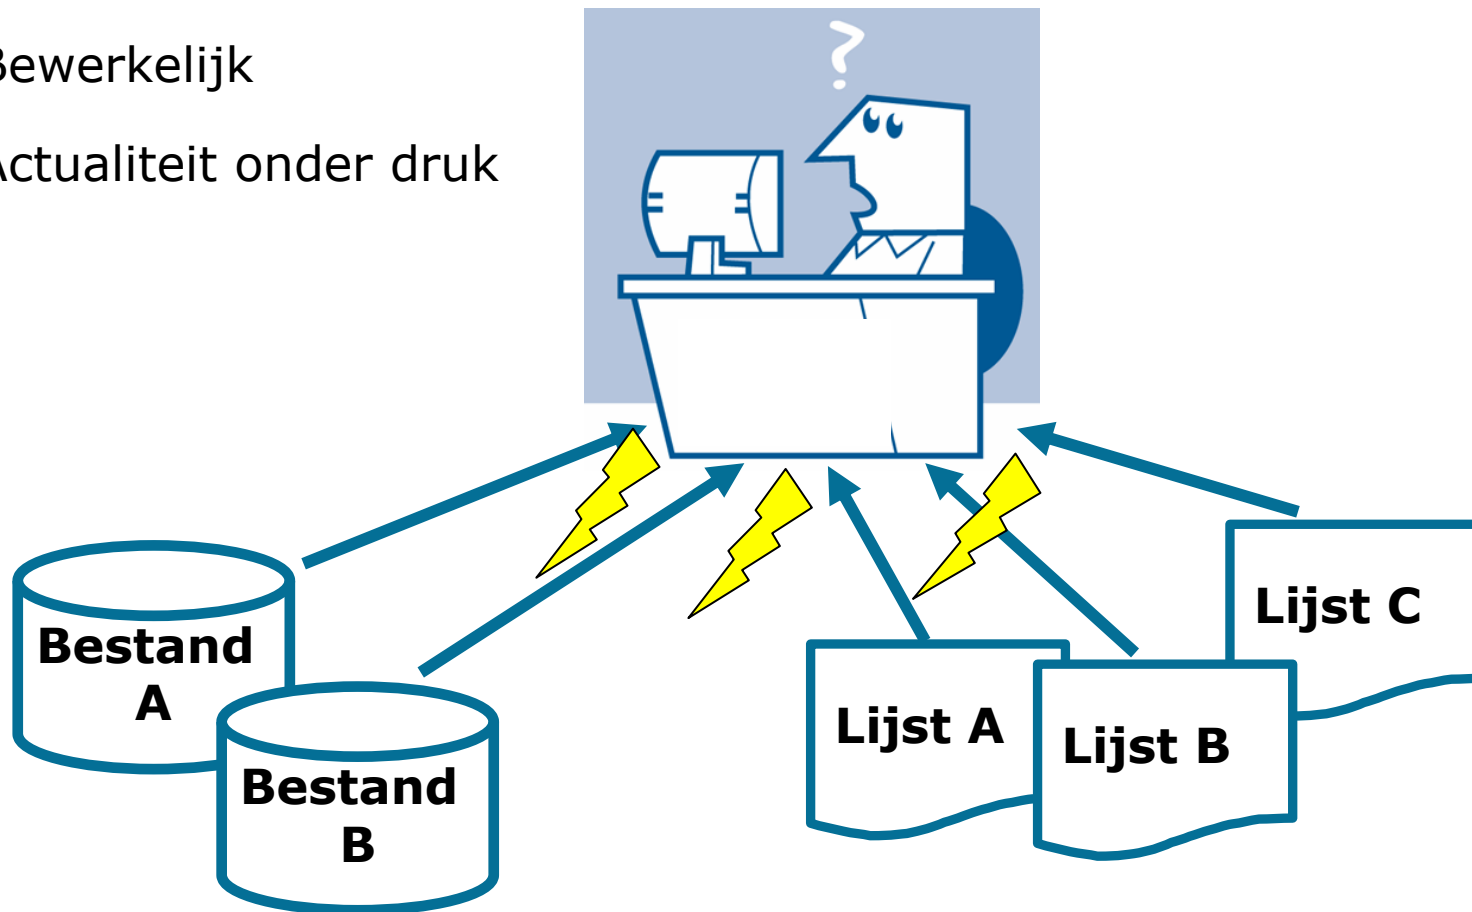 Bewerkelijk
Actualiteit onder druk
?
Bestand
A
Bestand
B
Lijst A
Lijst B
Lijst C